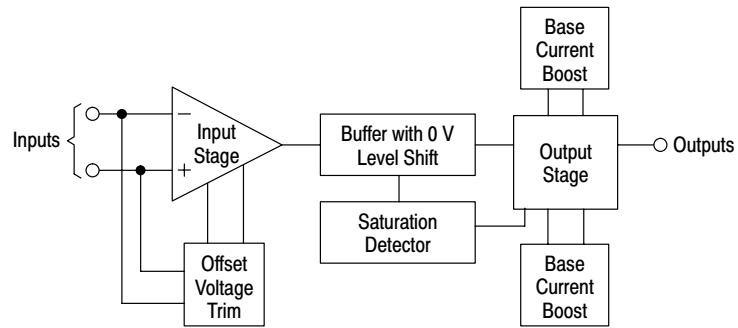 Base
Current
Boost
Inputs
−
+
Input
Stage
Buffer with 0 V
Level Shift
Output
Stage
Outputs
Saturation
Detector
Offset
Voltage
Trim
Base
Current
Boost